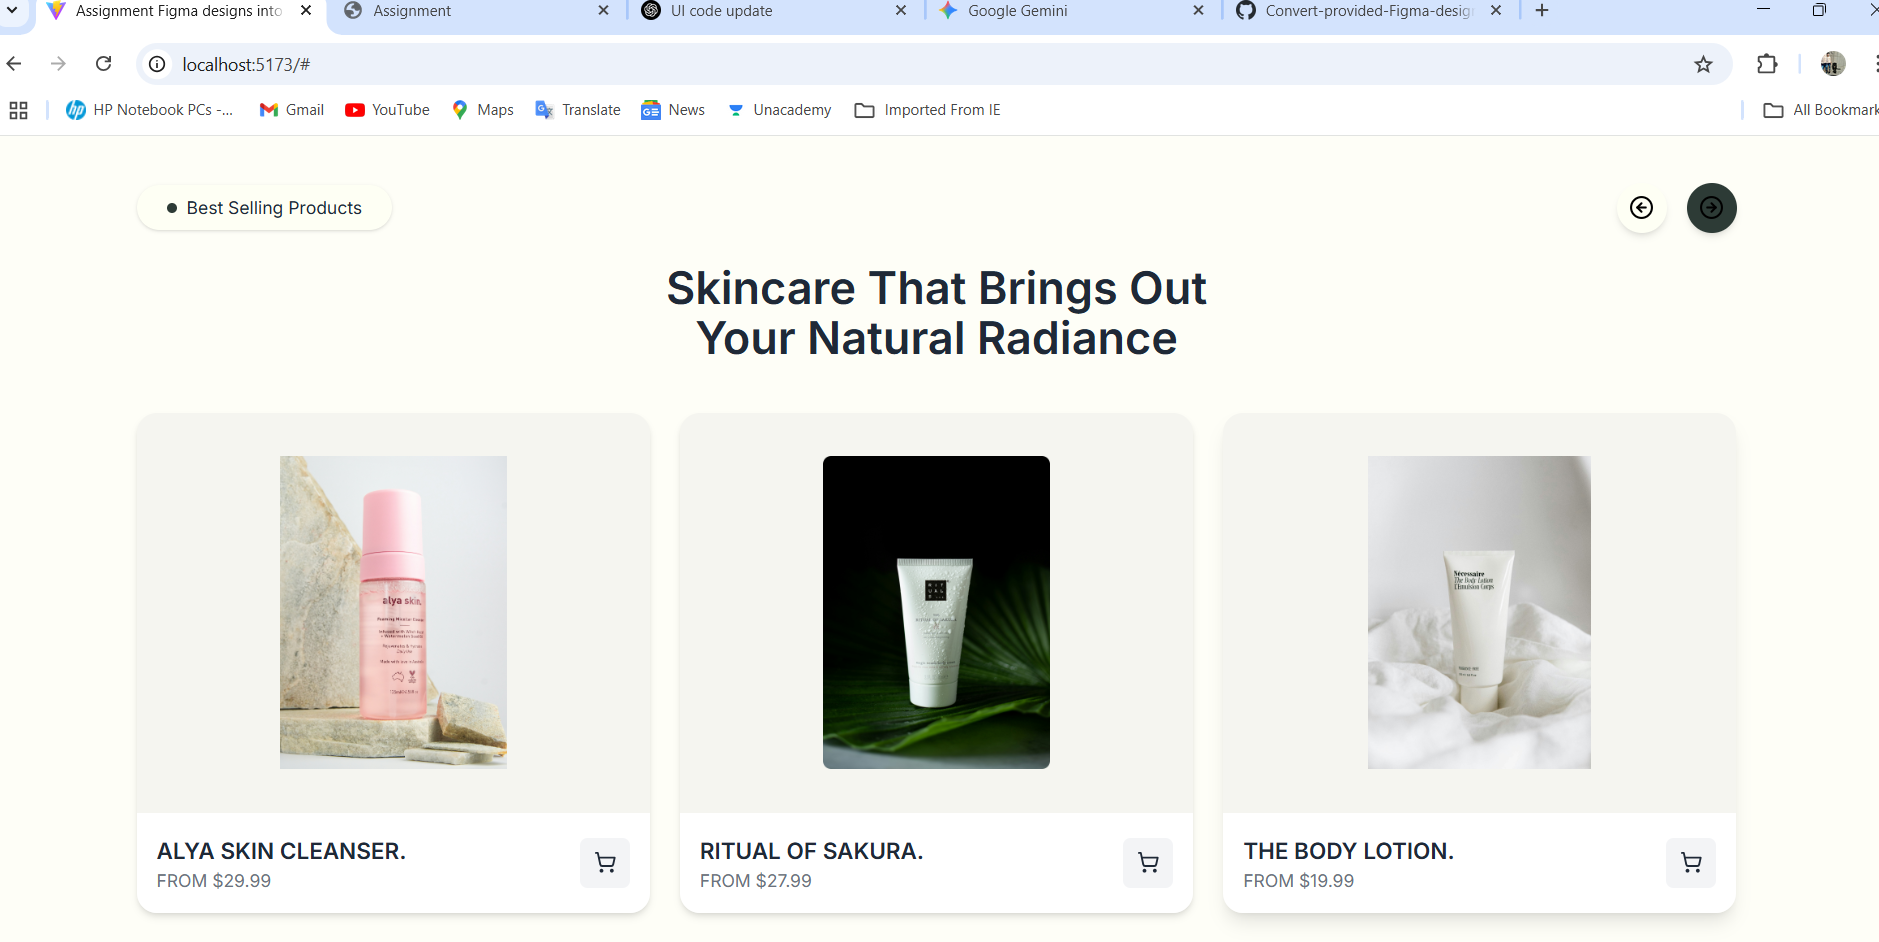 Assignment Figma designs into
Assignment
UI code update
Google Gemini
Convert-provided-Figma-desig
localhost:5173/#
HP Notebook PCs -...
Gmail
YouTube
Maps
Translate
News
Unacademy
Imported From IE
All Bookmark
Best Selling Products
Skincare That Brings Out
Your Natural Radiance
alya skin.
Nécessaire
The Body Lotion
ALYA SKIN CLEANSER.
FROM $29.99
RITUAL OF SAKURA.
FROM $27.99
THE BODY LOTION.
FROM $19.99